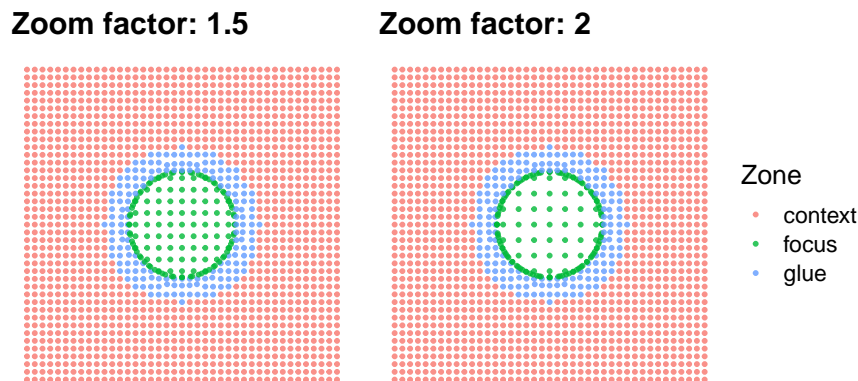 Zoom factor: 1.5
Zoom factor: 2
Zone
context
focus
glue